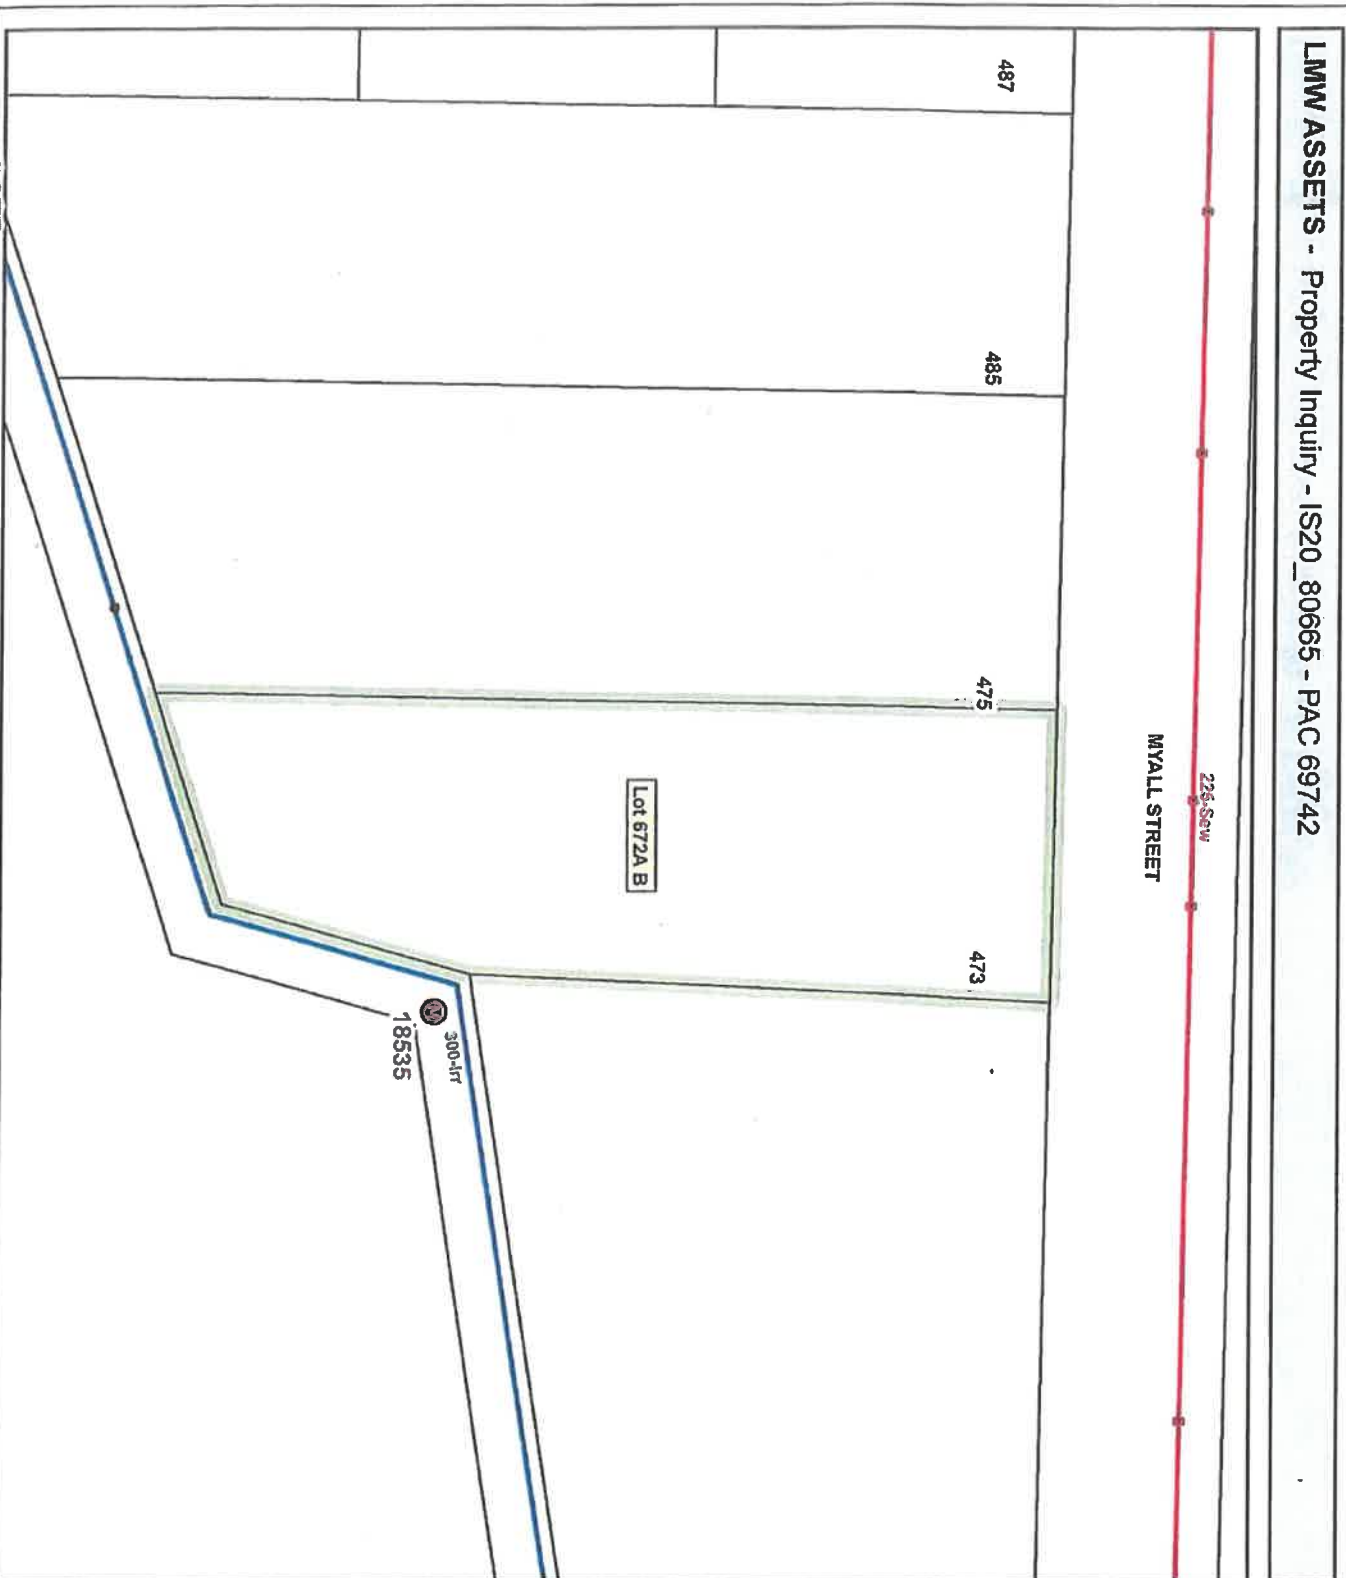 LMW ASSETS - Property Inquiry - IS20_80665 - PAC 69742
225-Sew
MYALL STREET
487
485
475
473
Lot 672A B
300-Irr
M
18535